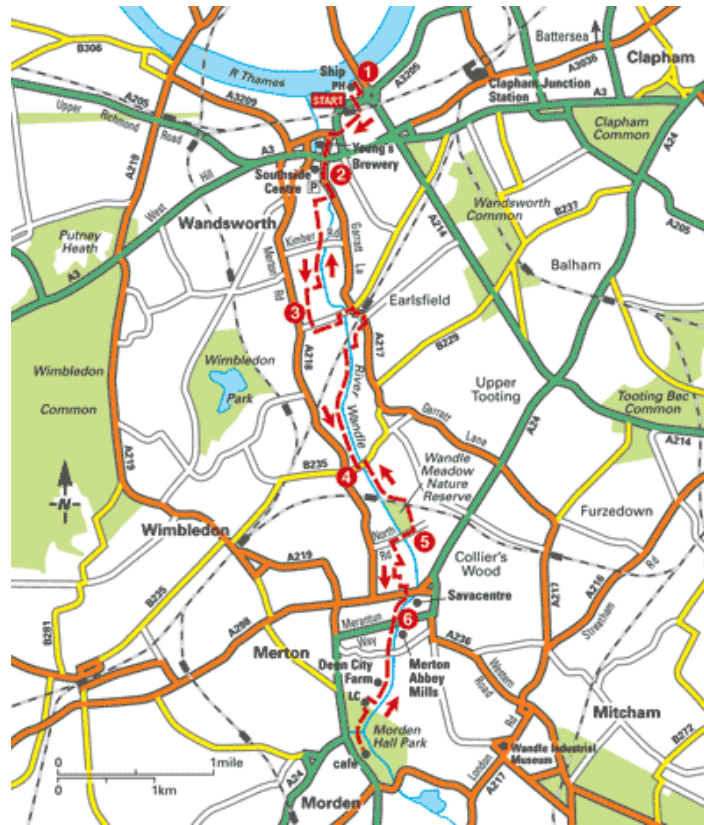 B306
R Thames
Battersea
Clapham
Ship
PH
1
A3205
A3036
Clapham Junction
Station
A3
START
A205
A3209
Upper
Richmond
Road
A219
A3
Young's
Brewery
Clapham
Common
A24
Southside
Centre
P
2
West
Hill
Wandsworth
Wandsworth
Common
B237
A205
Putney
Heath
A3
Kimber
Rd
Garratt
La
A214
Balham
Merton
Rd
3
Earlsfield
A218
A217
B229
Wimbledon
Park
Wimbledon
Common
River
Wandle
Upper
Tooting
Tooting Bec
Common
A24
A214
Garratt
Lane
A219
B235
4
Wandle
Meadow
Nature
Reserve
-N-
Wimbledon
North
Rd
5
Furzedown
Collier's
Wood
A219
Savacentre
A217
A216
Streatham
Rd
B235
B281
A298
Merantun
Way
6
A236
Merton
Deen City
Farm
LC
Merton
Abbey
Mills
Western
Road
Rd
Mitcham
B272
Morden
Hall Park
Wandle Industrial
Museum
London
A217
0
1mile
0
1km
café
A24
Morden